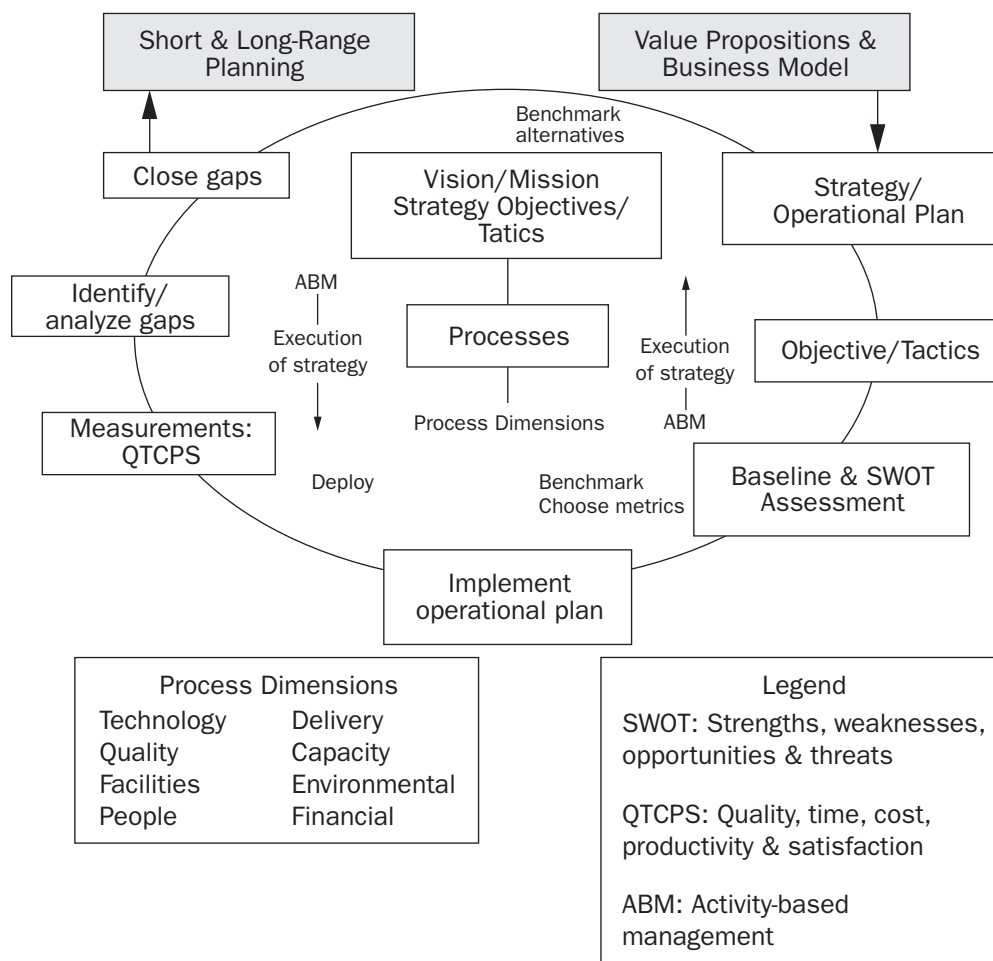 Short & Long-Range
Planning
Value Propositions &
Business Model
Benchmark
alternatives
Close gaps
Vision/Mission
Strategy Objectives/
Tatics
Strategy/
Operational Plan
Identify/
analyze gaps
ABM
Execution
of strategy
Processes
Execution
of strategy
ABM
Objective/Tactics
Process Dimensions
Measurements:
QTCPS
Deploy
Benchmark
Choose metrics
Baseline & SWOT
Assessment
Implement
operational plan
Process Dimensions
Technology Delivery
Quality Capacity
Facilities Environmental
People Financial
Legend
SWOT: Strengths, weaknesses,
opportunities & threats
QTCPS: Quality, time, cost,
productivity & satisfaction
ABM: Activity-based
management